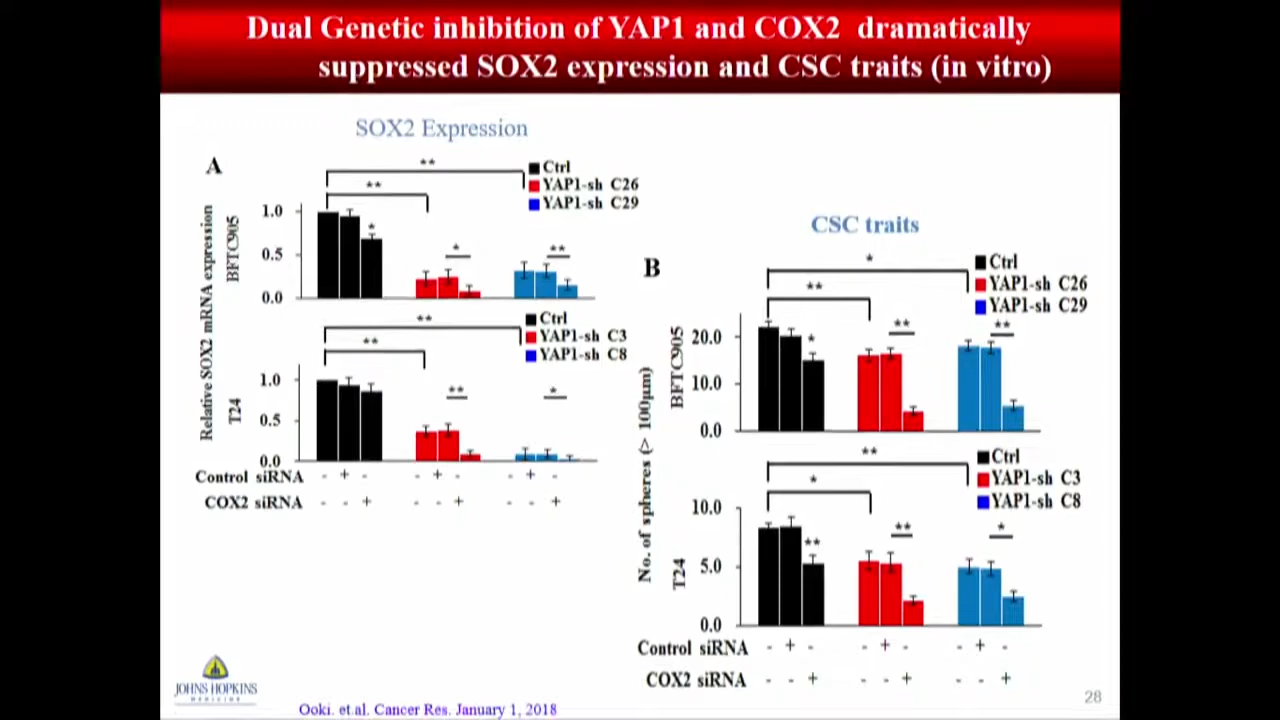 Dual Genetic inhibition of YAP1 and COX2 dramatically
suppressed SOX2 expression and CSC traits (in vitro)
SOX2 Expression
A
Relative SOX2 mRNA expression
BFTC905
**
**
Ctrl
YAP1-sh C26
YAP1-sh C29
1.0
0.5
0.0
*
*
**
T24
**
**
Ctrl
YAP1-sh C3
YAP1-sh C8
1.0
0.5
0.0
**
*
Control siRNA - + - - + - - + -
COX2 siRNA - - + - - + - - +
CSC traits
B
No. of spheres (> 100μm)
BFTC905
*
**
Ctrl
YAP1-sh C26
YAP1-sh C29
20.0
10.0
0.0
*
**
**
T24
**
*
Ctrl
YAP1-sh C3
YAP1-sh C8
10.0
5.0
0.0
**
**
*
Control siRNA - + - - + - - + -
COX2 siRNA - - + - - + - - +
JOHNS HOPKINS
MEDICINE
Ooki. et.al. Cancer Res. January 1, 2018
28